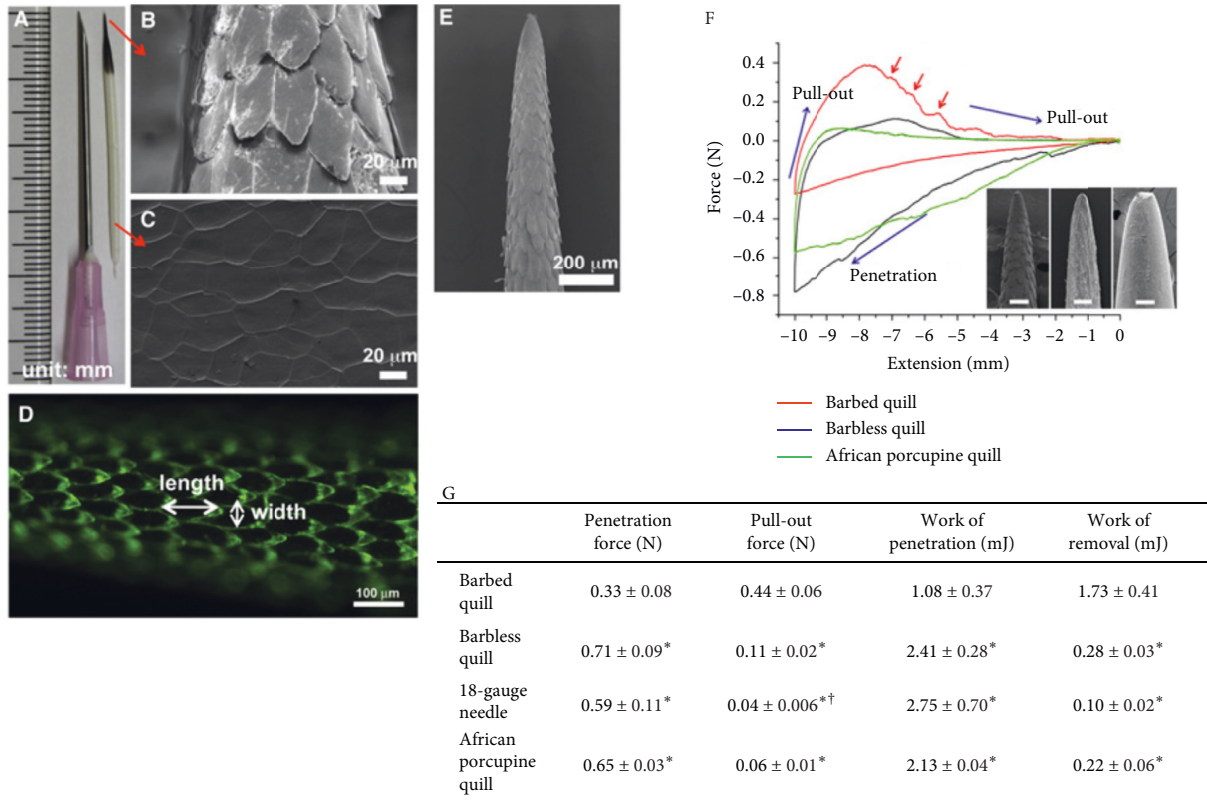 A
unit: mm
B
20 μm
C
20 μm
D
length
width
100 μm
E
200 μm
F
Force (N)
0.4
0.2
0.0
−0.2
−0.4
−0.6
−0.8
Pull-out
Pull-out
Penetration
−10 −9 −8 −7 −6 −5 −4 −3 −2 −1 0
Extension (mm)
Barbed quill
Barbless quill
African porcupine quill
G
Penetration force (N) Pull-out force (N) Work of penetration (mJ) Work of removal (mJ)
Barbed quill 0.33 ± 0.08 0.44 ± 0.06 1.08 ± 0.37 1.73 ± 0.41
Barbless quill 0.71 ± 0.09* 0.11 ± 0.02* 2.41 ± 0.28* 0.28 ± 0.03*
18-gauge needle 0.59 ± 0.11* 0.04 ± 0.006*† 2.75 ± 0.70* 0.10 ± 0.02*
African porcupine quill 0.65 ± 0.03* 0.06 ± 0.01* 2.13 ± 0.04* 0.22 ± 0.06*